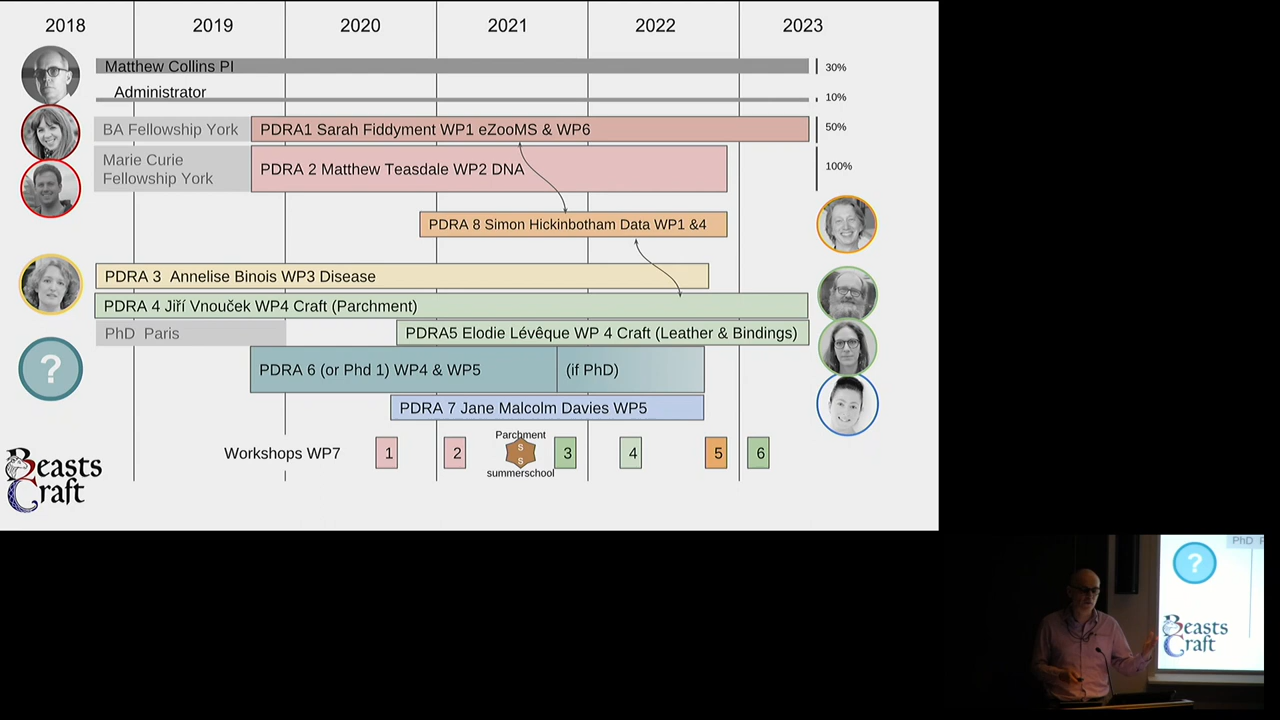 2018 2019 2020 2021 2022 2023
Matthew Collins PI 30%
Administrator 10%
BA Fellowship York PDRA1 Sarah Fiddyment WP1 eZooMS & WP6 50%
Marie Curie
Fellowship York
PDRA 2 Matthew Teasdale WP2 DNA 100%
PDRA 8 Simon Hickinbotham Data WP1 &4
PDRA 3 Annelise Binois WP3 Disease
PDRA 4 Jiří Vnouček WP4 Craft (Parchment)
PhD Paris PDRA5 Elodie Lévêque WP 4 Craft (Leather & Bindings)
?
PDRA 6 (or Phd 1) WP4 & WP5 (if PhD)
PDRA 7 Jane Malcolm Davies WP5
Parchment
Workshops WP7 1 2 S 3 4 5 6
S
summerschool
Beasts
Craft
PhD
?
Beasts
Craft